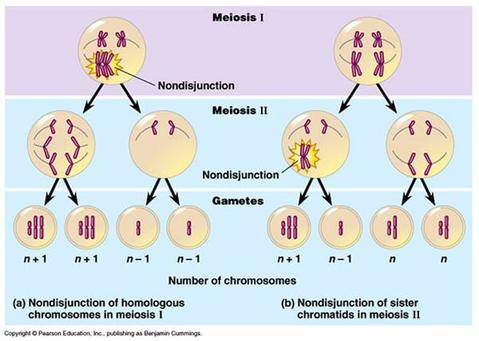 Meiosis I
Nondisjunction
Meiosis II
Nondisjunction
Gametes
n + 1
n + 1
n – 1
n – 1
n + 1
n – 1
n
n
Number of chromosomes
(a) Nondisjunction of homologous
chromosomes in meiosis I
(b) Nondisjunction of sister
chromatids in meiosis II
Copyright © Pearson Education, Inc., publishing as Benjamin Cummings.